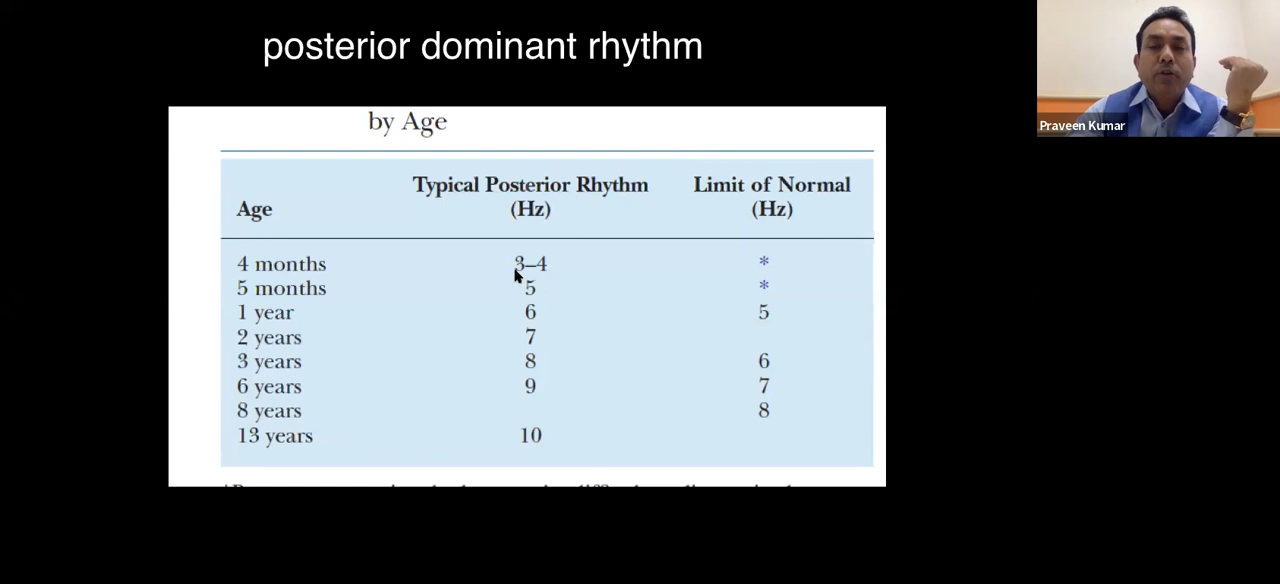 posterior dominant rhythm
Praveen Kumar
by Age
Typical Posterior Rhythm Limit of Normal
Age (Hz) (Hz)
4 months 3–4 *
5 months 5 *
1 year 6 5
2 years 7
3 years 8 6
6 years 9 7
8 years 8
13 years 10